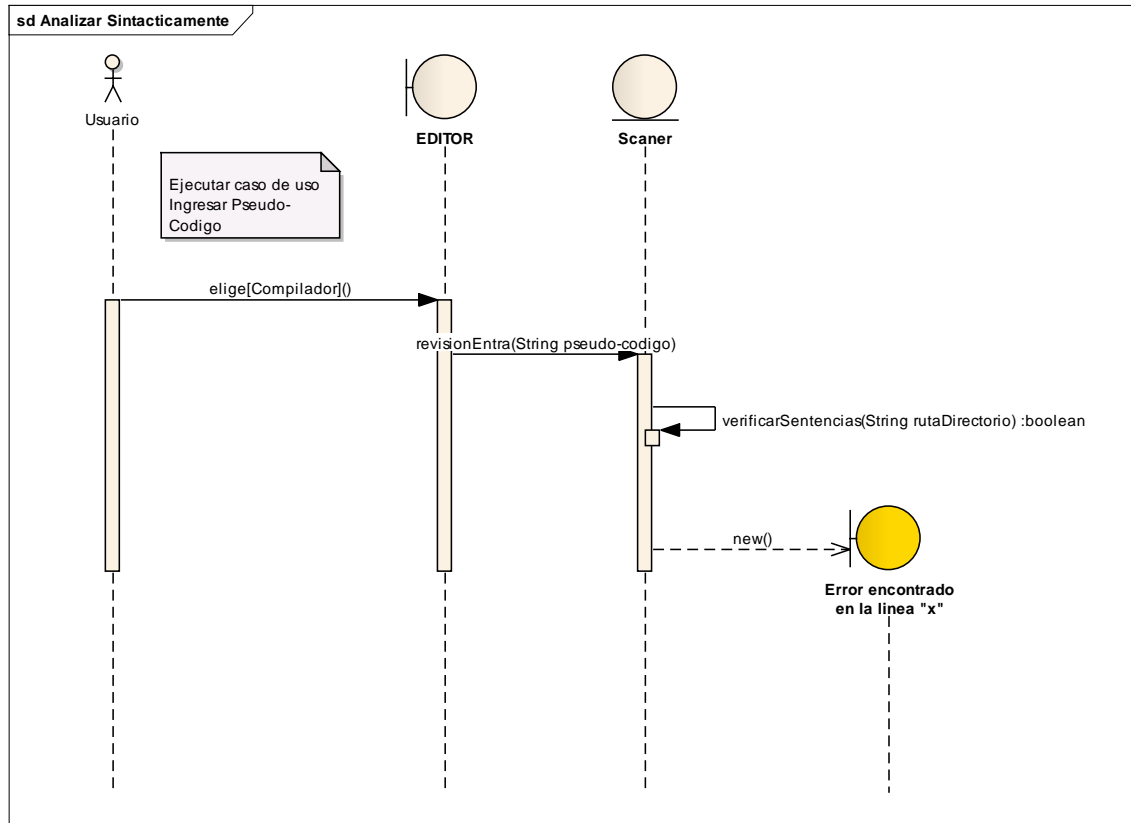 sd Analizar Sintacticamente
Usuario
EDITOR
Scaner
Ejecutar caso de uso
Ingresar Pseudo-
Codigo
elige[Compilador]()
revisionEntra(String pseudo-codigo)
verificarSentencias(String rutaDirectorio) :boolean
new()
Error encontrado
en la linea "x"